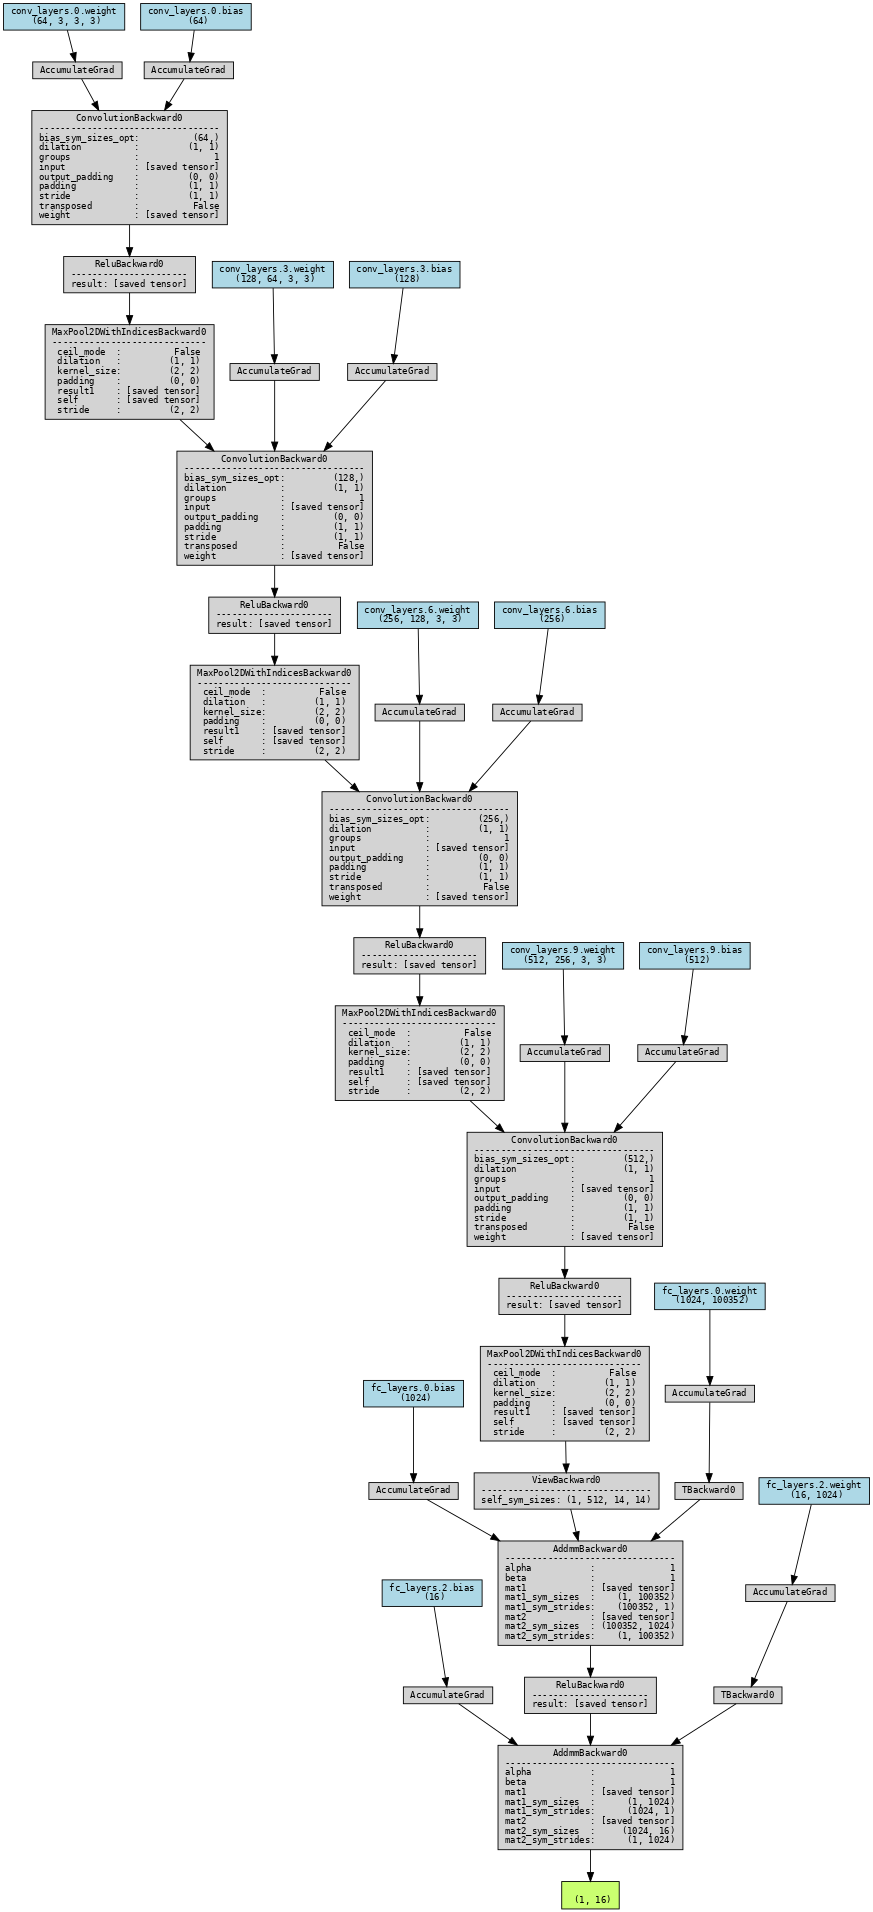 conv_layers.0.weight
(64, 3, 3, 3)
conv_layers.0.bias
(64)
AccumulateGrad
AccumulateGrad
ConvolutionBackward0
----------------------------------
bias_sym_sizes_opt: (64,)
dilation : (1, 1)
groups : 1
input : [saved tensor]
output_padding : (0, 0)
padding : (1, 1)
stride : (1, 1)
transposed : False
weight : [saved tensor]
ReluBackward0
----------------------
result: [saved tensor]
conv_layers.3.weight
(128, 64, 3, 3)
conv_layers.3.bias
(128)
MaxPool2DWithIndicesBackward0
-----------------------------
ceil_mode : False
dilation : (1, 1)
kernel_size: (2, 2)
padding : (0, 0)
result1 : [saved tensor]
self : [saved tensor]
stride : (2, 2)
AccumulateGrad
AccumulateGrad
ConvolutionBackward0
----------------------------------
bias_sym_sizes_opt: (128,)
dilation : (1, 1)
groups : 1
input : [saved tensor]
output_padding : (0, 0)
padding : (1, 1)
stride : (1, 1)
transposed : False
weight : [saved tensor]
ReluBackward0
----------------------
result: [saved tensor]
conv_layers.6.weight
(256, 128, 3, 3)
conv_layers.6.bias
(256)
MaxPool2DWithIndicesBackward0
-----------------------------
ceil_mode : False
dilation : (1, 1)
kernel_size: (2, 2)
padding : (0, 0)
result1 : [saved tensor]
self : [saved tensor]
stride : (2, 2)
AccumulateGrad
AccumulateGrad
ConvolutionBackward0
----------------------------------
bias_sym_sizes_opt: (256,)
dilation : (1, 1)
groups : 1
input : [saved tensor]
output_padding : (0, 0)
padding : (1, 1)
stride : (1, 1)
transposed : False
weight : [saved tensor]
ReluBackward0
----------------------
result: [saved tensor]
conv_layers.9.weight
(512, 256, 3, 3)
conv_layers.9.bias
(512)
MaxPool2DWithIndicesBackward0
-----------------------------
ceil_mode : False
dilation : (1, 1)
kernel_size: (2, 2)
padding : (0, 0)
result1 : [saved tensor]
self : [saved tensor]
stride : (2, 2)
AccumulateGrad
AccumulateGrad
ConvolutionBackward0
----------------------------------
bias_sym_sizes_opt: (512,)
dilation : (1, 1)
groups : 1
input : [saved tensor]
output_padding : (0, 0)
padding : (1, 1)
stride : (1, 1)
transposed : False
weight : [saved tensor]
ReluBackward0
----------------------
result: [saved tensor]
fc_layers.0.weight
(1024, 100352)
MaxPool2DWithIndicesBackward0
-----------------------------
ceil_mode : False
dilation : (1, 1)
kernel_size: (2, 2)
padding : (0, 0)
result1 : [saved tensor]
self : [saved tensor]
stride : (2, 2)
fc_layers.0.bias
(1024)
AccumulateGrad
AccumulateGrad
ViewBackward0
--------------------------------
self_sym_sizes: (1, 512, 14, 14)
TBackward0
fc_layers.2.weight
(16, 1024)
AddmmBackward0
--------------------------------
alpha : 1
beta : 1
mat1 : [saved tensor]
mat1_sym_sizes : (1, 100352)
mat1_sym_strides: (100352, 1)
mat2 : [saved tensor]
mat2_sym_sizes : (100352, 1024)
mat2_sym_strides: (1, 100352)
fc_layers.2.bias
(16)
AccumulateGrad
AccumulateGrad
ReluBackward0
----------------------
result: [saved tensor]
TBackward0
AddmmBackward0
--------------------------------
alpha : 1
beta : 1
mat1 : [saved tensor]
mat1_sym_sizes : (1, 1024)
mat1_sym_strides: (1024, 1)
mat2 : [saved tensor]
mat2_sym_sizes : (1024, 16)
mat2_sym_strides: (1, 1024)
(1, 16)